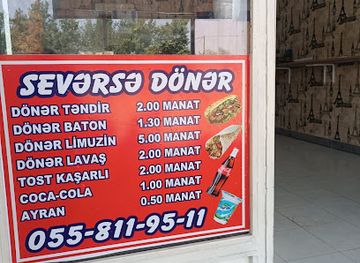 SEVƏRSƏ DÖNƏR
DÖNƏR TƏNDİR 2.00 MANAT
DÖNƏR BATON 1.30 MANAT
DÖNƏR LİMUZİN 5.00 MANAT
DÖNƏR LAVAŞ 2.00 MANAT
TOST KAŞARLI 2.00 MANAT
COCA-COLA 1.00 MANAT
AYRAN 0.50 MANAT
055-811-95-11